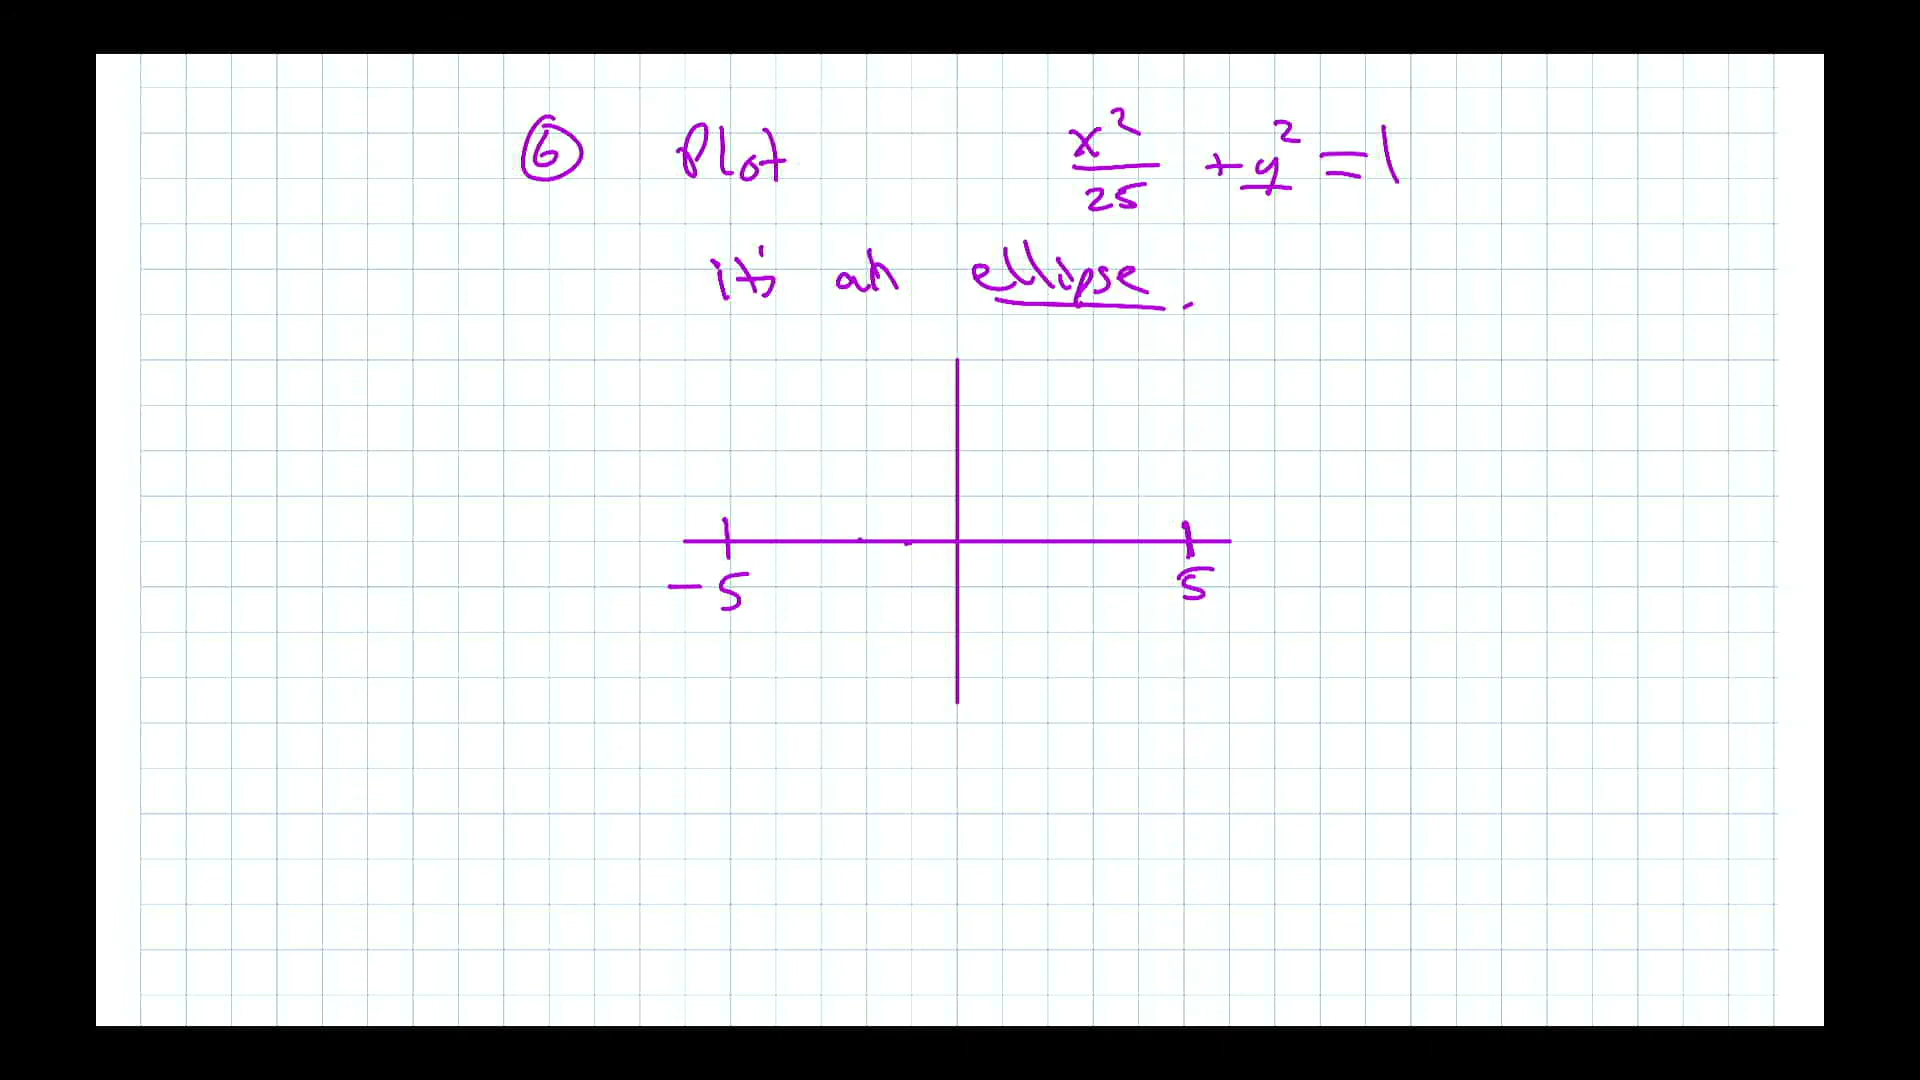 ⑥ Plot x²/25 + y² = 1
it's an ellipse.
-5 5